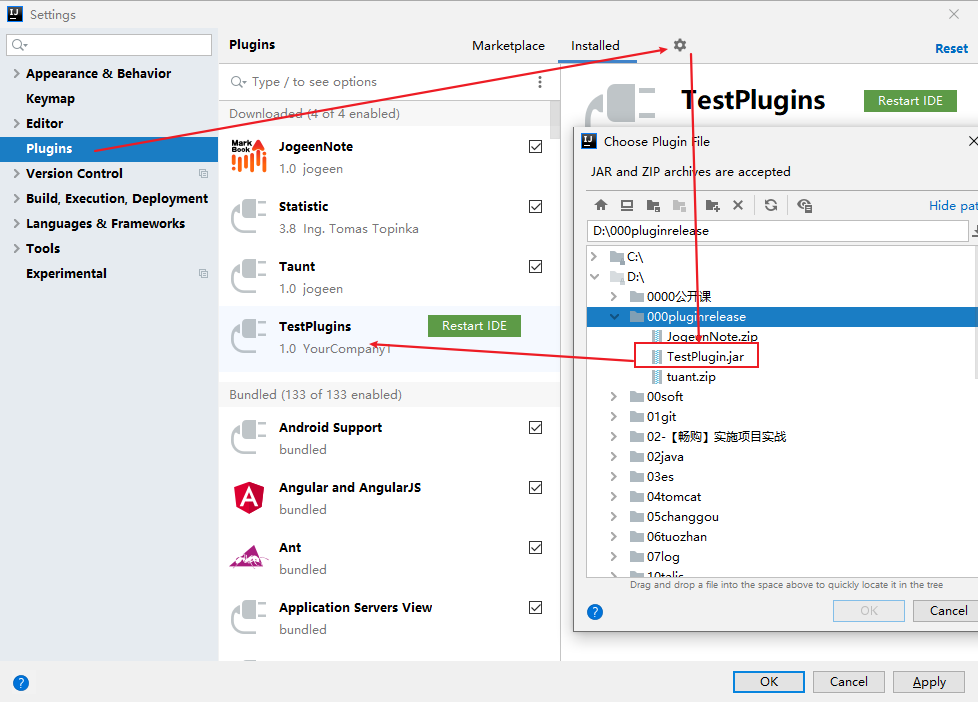 Settings
Plugins
Marketplace
Installed
Reset
Appearance & Behavior
Keymap
Editor
Plugins
Version Control
Build, Execution, Deployment
Languages & Frameworks
Tools
Experimental
Type / to see options
Downloaded (4 of 4 enabled)
Mark
Book
JogeenNote
1.0 jogeen
Statistic
3.8 Ing. Tomas Topinka
Taunt
1.0 jogeen
TestPlugins
Restart IDE
1.0 YourCompany1
Bundled (133 of 133 enabled)
Android Support
bundled
Angular and AngularJS
bundled
Ant
bundled
Application Servers View
bundled
TestPlugins
Restart IDE
Choose Plugin File
JAR and ZIP archives are accepted
Hide pat
D:\000pluginrelease
C:\
D:\
0000公开课
000pluginrelease
JogeenNote.zip
TestPlugin.jar
tuant.zip
00soft
01git
02-【畅购】实施项目实战
02java
03es
04tomcat
05changgou
06tuozhan
07log
Drag and drop a file into the space above to quickly locate it in the tree
OK
Cancel
OK
Cancel
Apply